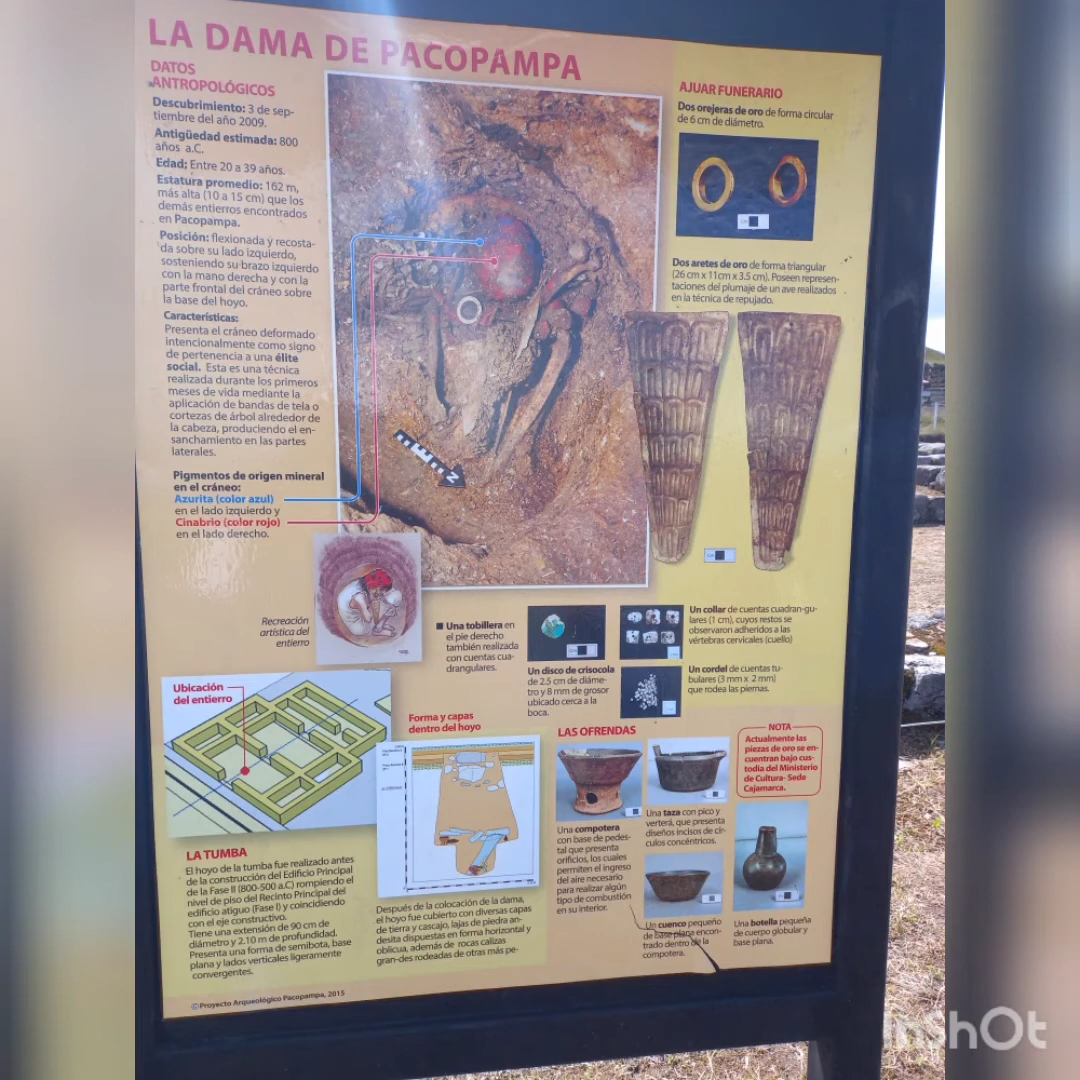 LA DAMA DE PACOPAMPA
DATOS
ANTROPOLÓGICOS
Descubrimiento: 3 de sep-
tiembre del año 2009.
Antigüedad estimada: 800
años a.C.
Edad: Entre 20 a 39 años.
Estatura promedio: 162 m,
más alta (10 a 15 cm) que los
demás entierros encontrados
en Pacopampa.
Posición: flexionada y recosta-
da sobre su lado izquierdo,
sosteniendo su brazo izquierdo
con la mano derecha y con la
parte frontal del cráneo sobre
la base del hoyo.
Características:
Presenta el cráneo deformado
intencionalmente como signo
de pertenencia a una élite
social. Esta es una técnica
realizada durante los primeros
meses de vida mediante la
aplicación de bandas de tela o
cortezas de árbol alrededor de
la cabeza, produciendo el en-
sanchamiento en las partes
laterales.
Pigmentos de origen mineral
en el cráneo:
Azurita (color azul)
en el lado izquierdo y
Cinabrio (color rojo)
en el lado derecho.
N
Recreación
artística del
entierro
AJUAR FUNERARIO
Dos orejeras de oro de forma circular
de 6 cm de diámetro.
Dos aretes de oro de forma triangular
(26 cm x 11cm x 3.5 cm). Poseen represen-
taciones del plumaje de un ave realizados
en la técnica de repujado.
Una tobillera en
el pie derecho
también realizada
con cuentas cua-
drangulares.
Un disco de crisocola
de 2.5 cm de diáme-
tro y 8 mm de grosor
ubicado cerca a la
boca.
Un collar de cuentas cuadran-gu-
lares (1 cm), cuyos restos se
observaron adheridos a las
vértebras cervicales (cuello)
Un cordel de cuentas tu-
bulares (3 mm x 2 mm)
que rodea las piernas.
Ubicación
del entierro
Forma y capas
dentro del hoyo
LA TUMBA
El hoyo de la tumba fue realizado antes
de la construcción del Edificio Principal
de la Fase II (800-500 a.C) rompiendo el
nivel de piso del Recinto Principal del
edificio atiguo (Fase I) y coincidiendo
con el eje constructivo.
Tiene una extensión de 90 cm de
diámetro y 2.10 m de profundidad.
Presenta una forma de semibota, base
plana y lados verticales ligeramente
convergentes.
Después de la colocación de la dama,
el hoyo fue cubierto con diversas capas
de tierra y cascajo, lajas de piedra an-
desita dispuestas en forma horizontal y
oblicua, además de rocas calizas
gran-des rodeadas de otras más pe-
LAS OFRENDAS
Una compotera
con base de pedes-
tal que presenta
orificios, los cuales
permiten el ingreso
del aire necesario
para realizar algún
tipo de combustión
en su interior.
Una taza con pico y
verterá, que presenta
diseños incisos de cír-
culos concéntricos.
Un cuenco pequeño
de base plana encon-
trado dentro de la
compotera.
NOTA
Actualmente las
piezas de oro se en-
cuentran bajo cus-
todia del Ministerio
de Cultura- Sede
Cajamarca.
Una botella pequeña
de cuerpo globular y
base plana.
©Proyecto Arqueológico Pacopampa, 2015
InShOt